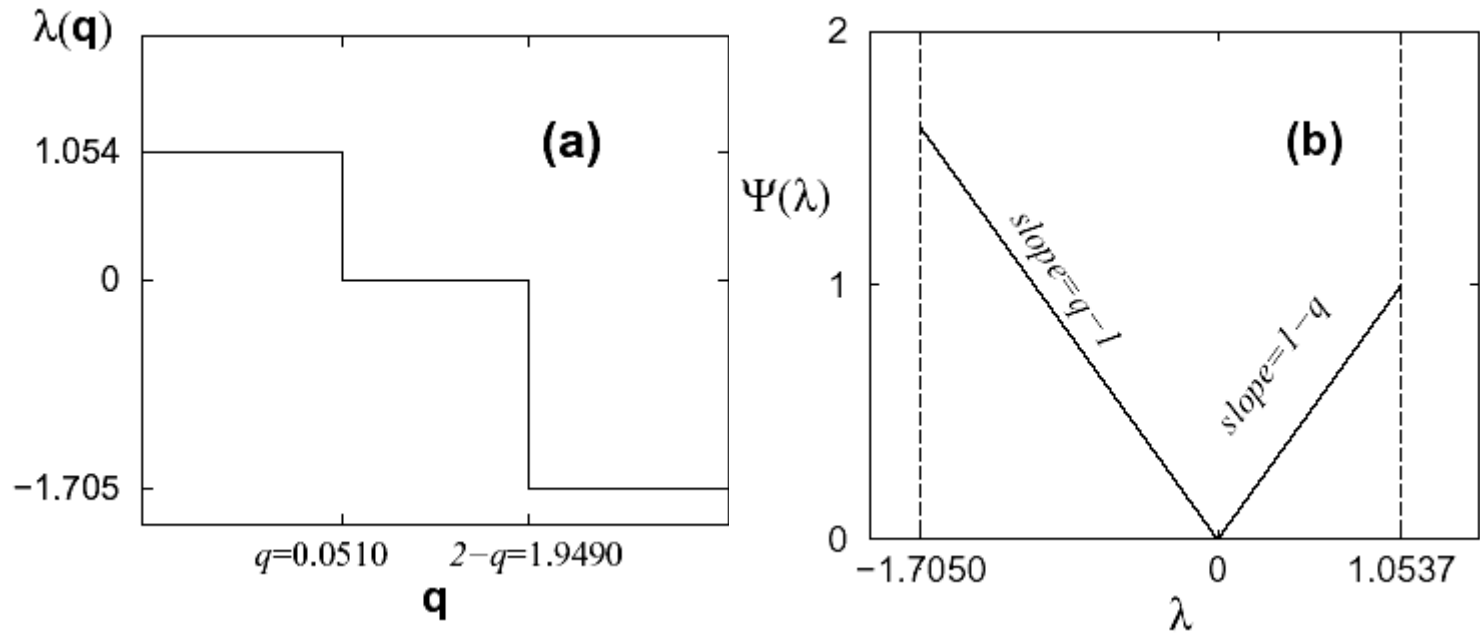 λ(q)
(a)
1.054
0
−1.705
q=0.0510
2−q=1.9490
q
2
(b)
Ψ(λ)
slope=q−1
slope=1−q
1
0
−1.7050
0
1.0537
λ